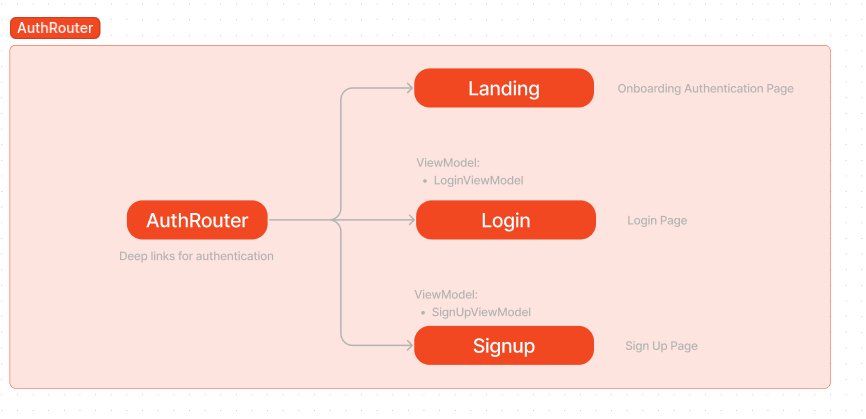 AuthRouter
Landing
Onboarding Authentication Page
ViewModel:
• LoginViewModel
AuthRouter
Login
Login Page
Deep links for authentication
ViewModel:
• SignUpViewModel
Signup
Sign Up Page